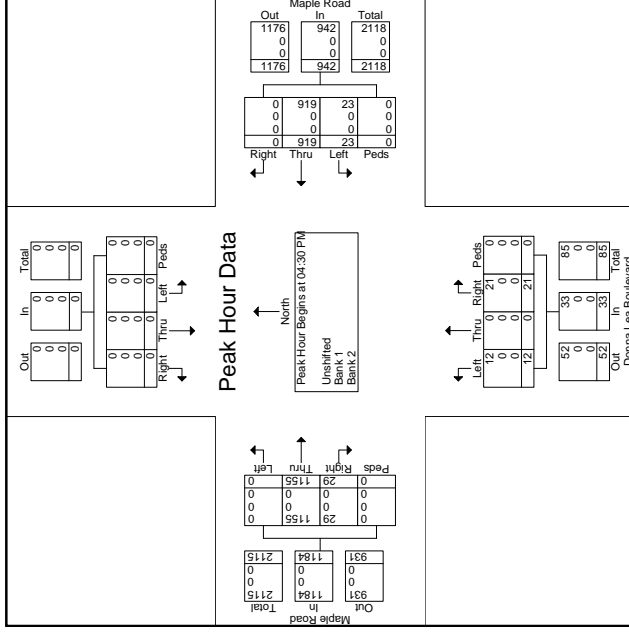 Maple Road
Out In Total
1176 942 2118
0 0 0
0 0 0
1176 942 2118
0 919 23 0
0 0 0 0
0 0 0 0
0 919 23 0
Right Thru Left Peds
Total
0 0 0 0
In
0 0 0 0
Out
0 0 0 0
Peds
0 0 0 0
Left
0 0 0 0
Thru
0 0 0 0
Right
0 0 0 0
Peak Hour Data
North
Peak Hour Begins at 04:30 PM
Unshifted
Bank 1
Bank 2
Peds
0 0 0 0
Right
21 0 0 21
Thru
0 0 0 0
Left
12 0 0 12
Total
85 0 0 85
In
33 0 0 33
Out
52 0 0 52
Donna Lea Boulevard
Left Thru Right Peds
0 1155 29 0
0 0 0 0
0 0 0 0
0 1155 29 0
2115 1184 931
0 0 0
0 0 0
2115 1184 931
Total In Out
Maple Road